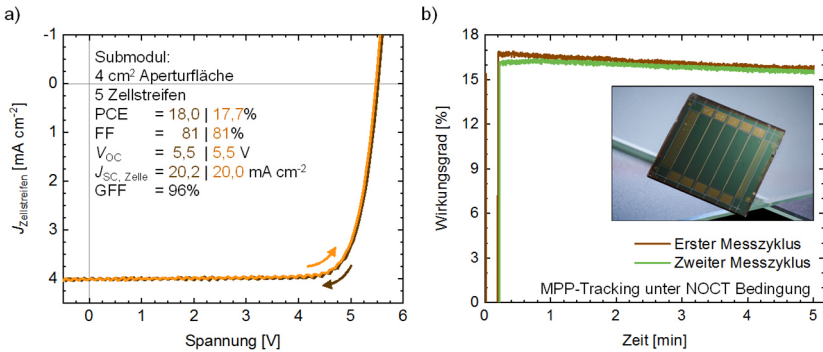 a)
-1
0
1
2
3
4
J Zellstreifen [mA cm-2]
Submodul:
4 cm2 Aperturfläche
5 Zellstreifen
PCE = 18,0 | 17,7%
FF = 81 | 81%
VOC = 5,5 | 5,5 V
JSC, Zelle = 20,2 | 20,0 mA cm-2
GFF = 96%
0 1 2 3 4 5 6
Spannung [V]
b)
18
15
12
9
6
3
0
Wirkungsgrad [%]
Erster Messzyklus
Zweiter Messzyklus
MPP-Tracking unter NOCT Bedingung
0 1 2 3 4 5
Zeit [min]